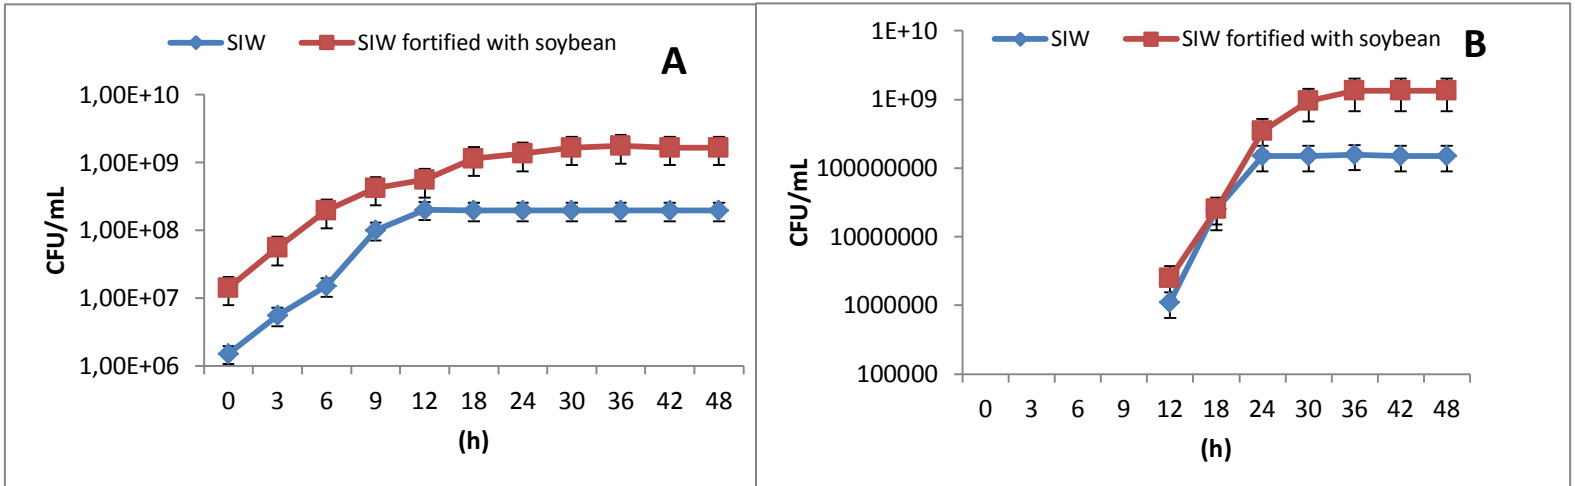 SIW SIW fortified with soybean A
1,00E+10
1,00E+09
1,00E+08
1,00E+07
1,00E+06
CFU/mL
0 3 6 9 12 18 24 30 36 42 48
(h)
SIW SIW fortified with soybean B
1E+10
1E+09
100000000
10000000
1000000
100000
CFU/mL
0 3 6 9 12 18 24 30 36 42 48
(h)